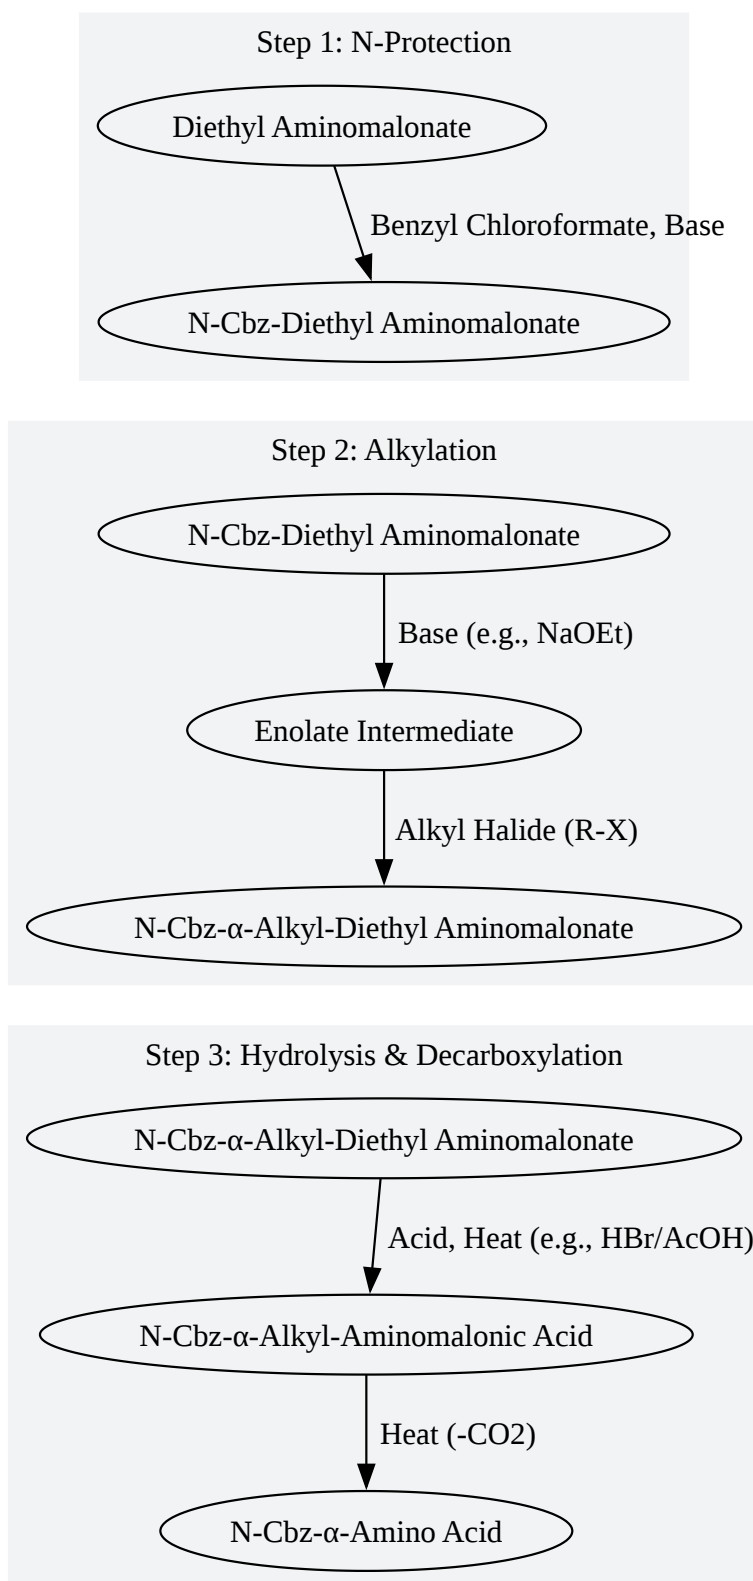 Step 1: N-Protection
Diethyl Aminomalonate
Benzyl Chloroformate, Base
N-Cbz-Diethyl Aminomalonate
Step 2: Alkylation
N-Cbz-Diethyl Aminomalonate
Base (e.g., NaOEt)
Enolate Intermediate
Alkyl Halide (R-X)
N-Cbz-α-Alkyl-Diethyl Aminomalonate
Step 3: Hydrolysis & Decarboxylation
N-Cbz-α-Alkyl-Diethyl Aminomalonate
Acid, Heat (e.g., HBr/AcOH)
N-Cbz-α-Alkyl-Aminomalonic Acid
Heat (-CO2)
N-Cbz-α-Amino Acid